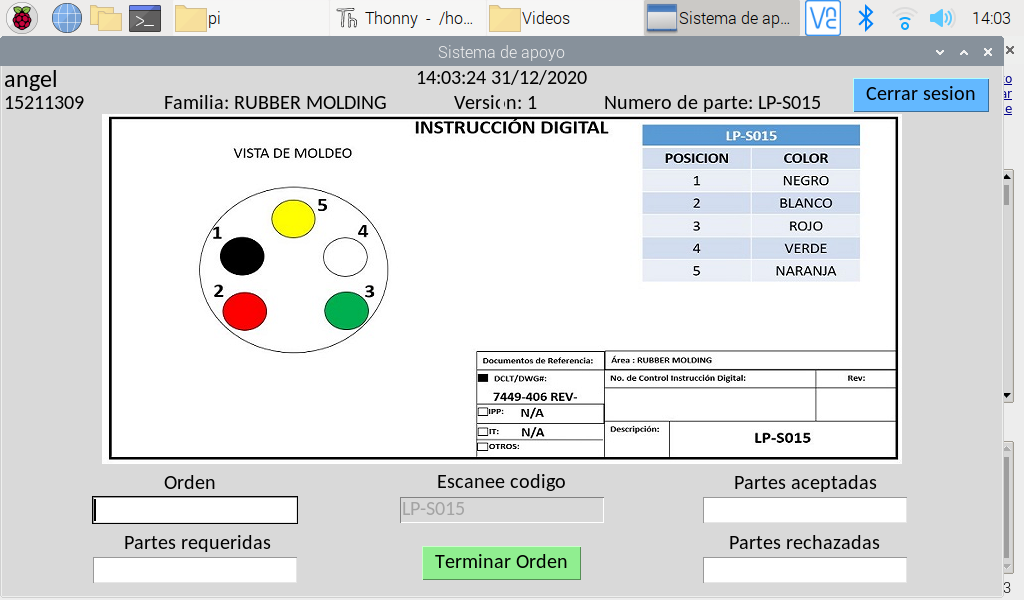 pi
Thonny - /ho...
Videos
Sistema de ap...
14:03
Sistema de apoyo
angel
14:03:24 31/12/2020
15211309
Familia: RUBBER MOLDING
Version: 1
Numero de parte: LP-S015
Cerrar sesion
INSTRUCCIÓN DIGITAL
VISTA DE MOLDEO
5
1
4
2
3
LP-S015
POSICION COLOR
1 NEGRO
2 BLANCO
3 ROJO
4 VERDE
5 NARANJA
Documentos de Referencia:
Área : RUBBER MOLDING
DCLT/DWG#:
No. de Control Instrucción Digital:
Rev:
7449-406 REV-
IPP: N/A
IT: N/A
OTROS:
Descripción:
LP-S015
Orden
Escanee codigo
Partes aceptadas
LP-S015
Partes requeridas
Partes rechazadas
Terminar Orden